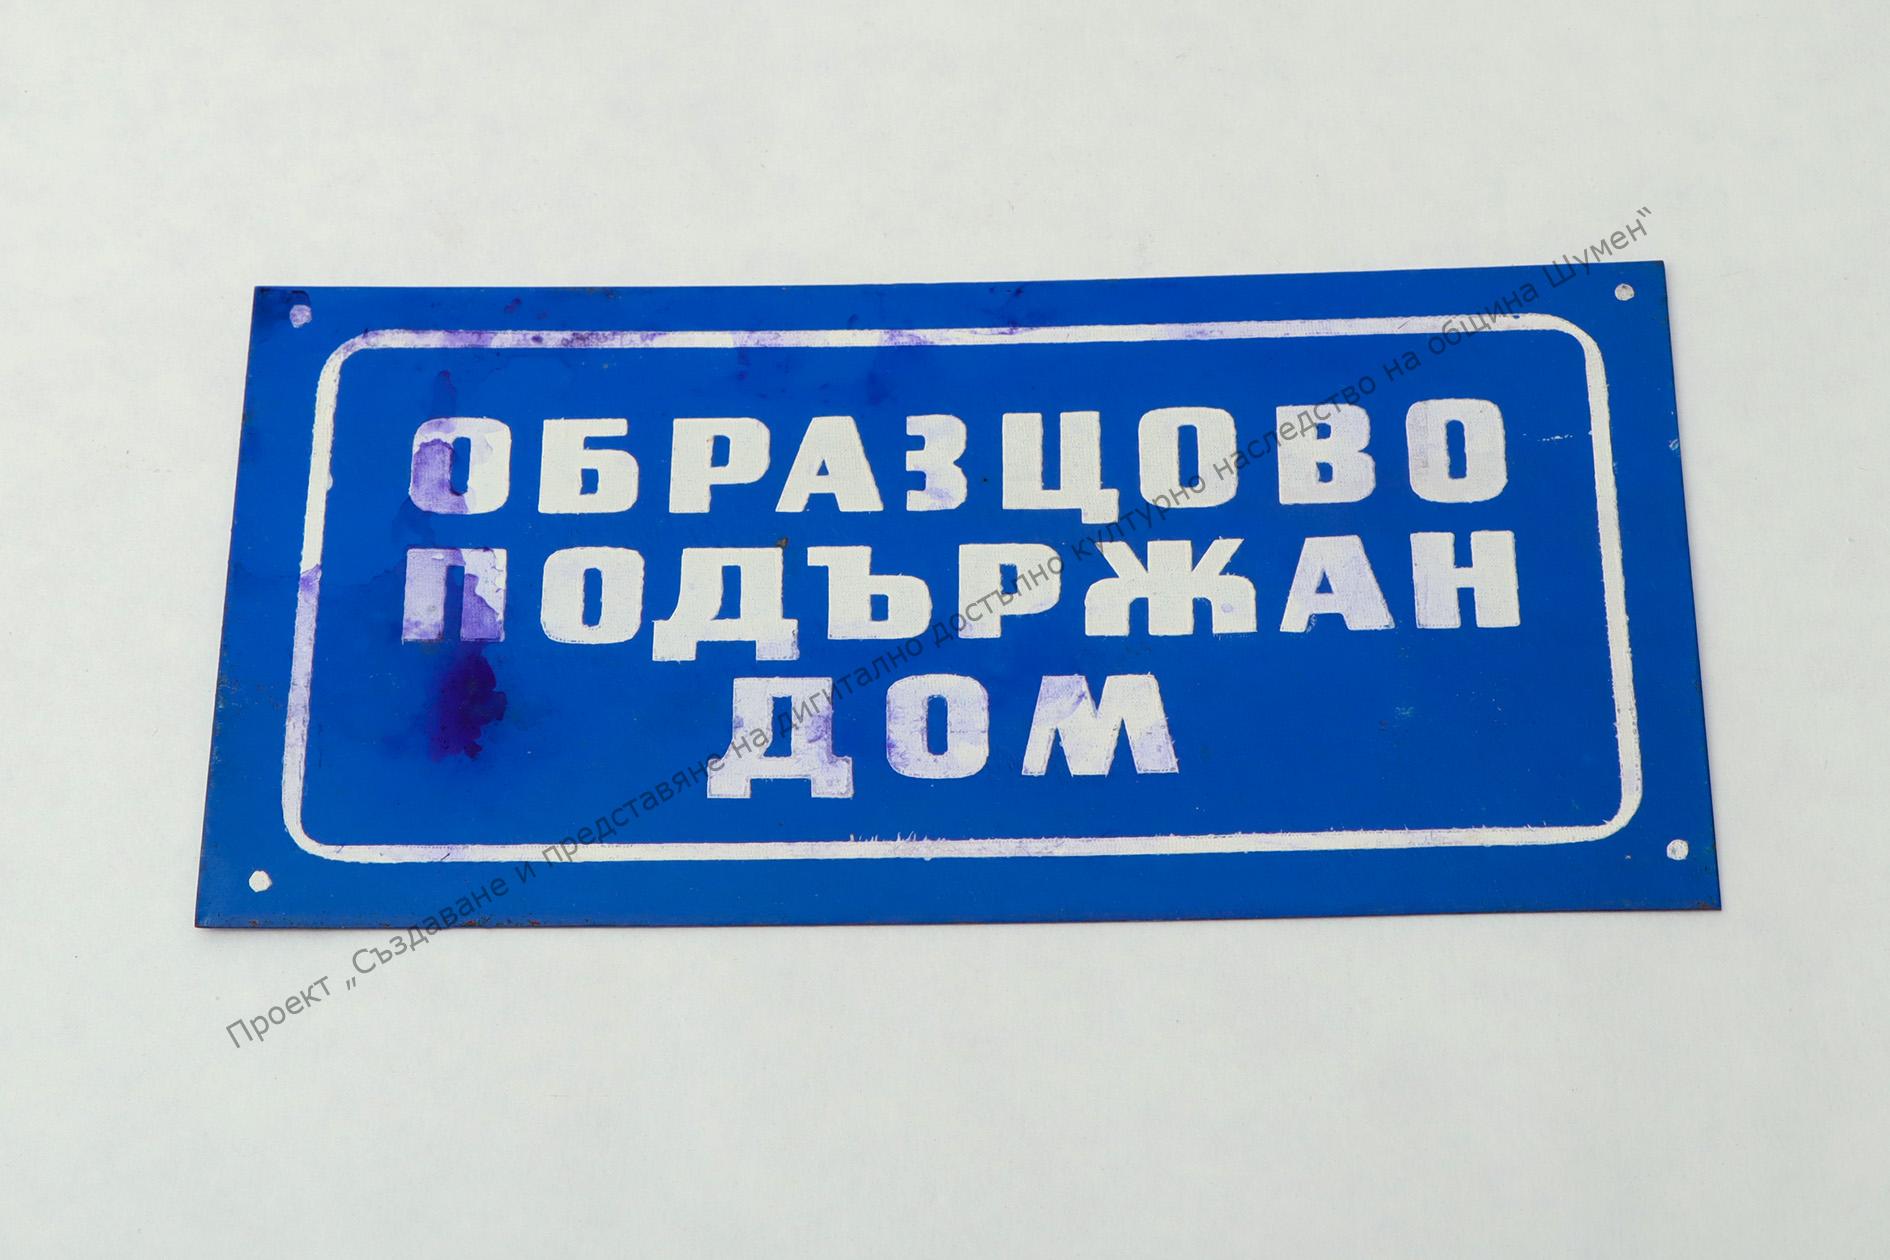 ОБРАЗЦОВО
ПОДЪРЖАН
ДОМ
Проект „Създаване и представяне на дигитално достъпно културно наследство на община Шумен“